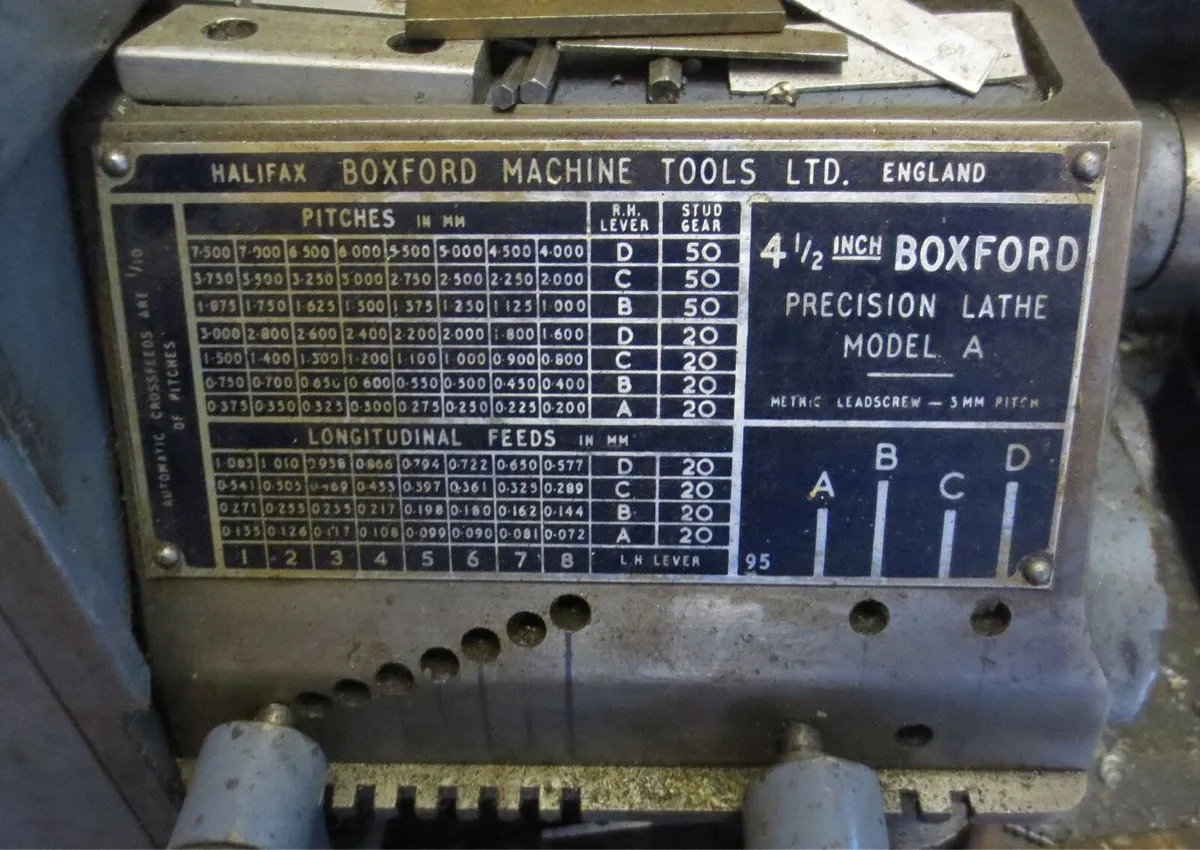 HALIFAX BOXFORD MACHINE TOOLS LTD. ENGLAND
AUTOMATIC CROSSFEEDS ARE 1/10
OF PITCHES
PITCHES IN MM R.H. LEVER STUD GEAR
7·500 7·000 6·500 6·000 5·500 5·000 4·500 4·000 D 50
3·750 3·500 3·250 3·000 2·750 2·500 2·250 2·000 C 50
1·875 1·750 1·625 1·500 1·375 1·250 1·125 1·000 B 50
3·000 2·800 2·600 2·400 2·200 2·000 1·800 1·600 D 20
1·500 1·400 1·300 1·200 1·100 1·000 0·900 0·800 C 20
0·750 0·700 0·650 0·600 0·550 0·500 0·450 0·400 B 20
0·375 0·350 0·325 0·300 0·275 0·250 0·225 0·200 A 20
LONGITUDINAL FEEDS IN MM
1·083 1·010 0·938 0·866 0·794 0·722 0·650 0·577 D 20
0·541 0·505 0·469 0·433 0·397 0·361 0·325 0·289 C 20
0·271 0·253 0·235 0·217 0·198 0·180 0·162 0·144 B 20
0·135 0·126 0·117 0·108 0·099 0·090 0·081 0·072 A 20
1 2 3 4 5 6 7 8 L.H LEVER
4 1/2 INCH BOXFORD
PRECISION LATHE
MODEL A
METRIC LEADSCREW – 3MM PITCH
A B C D
95